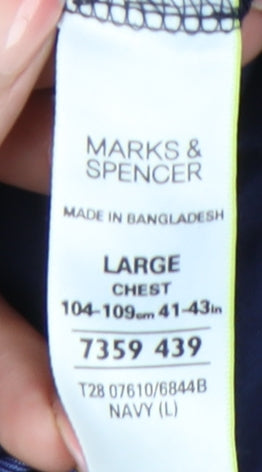 MARKS &
SPENCER
MADE IN BANGLADESH
LARGE
CHEST
104-109cm 41-43in
7359 439
T28 07610/6844B
NAVY (L)